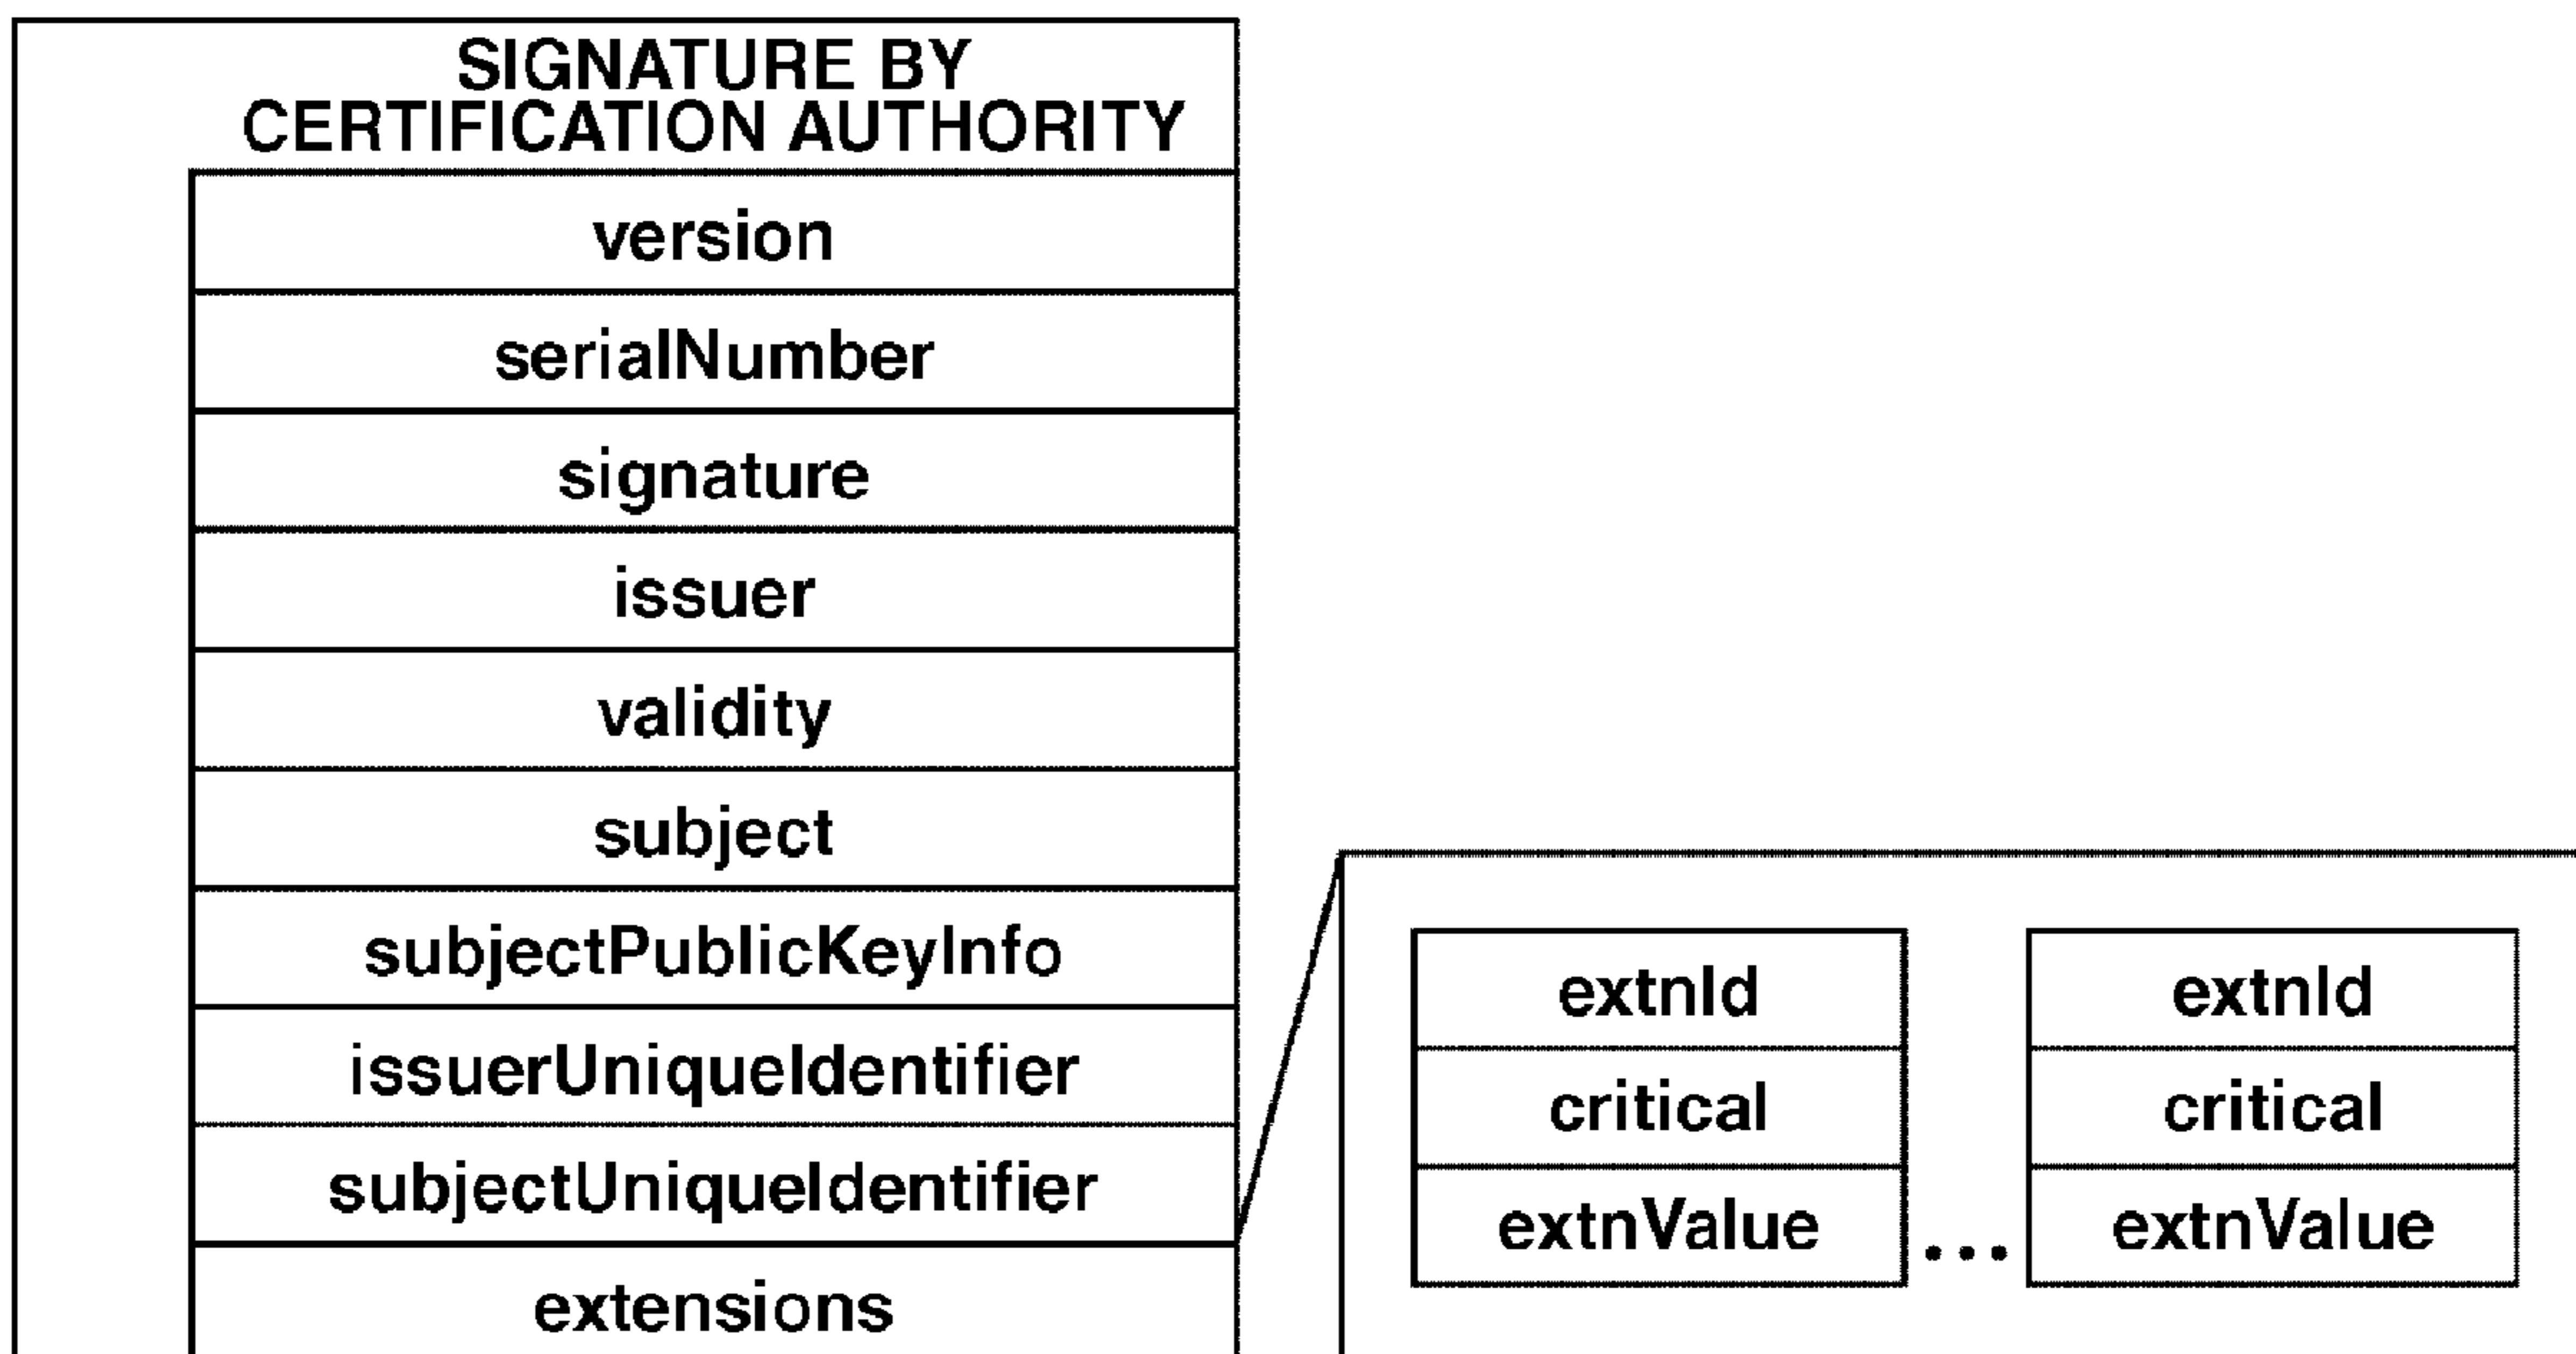 SIGNATURE BY
CERTIFICATION AUTHORITY
version
serialNumber
signature
issuer
validity
subject
subjectPublicKeyInfo
issuerUniqueIdentifier
subjectUniqueIdentifier
extensions
extnId
critical
extnValue
...
extnId
critical
extnValue